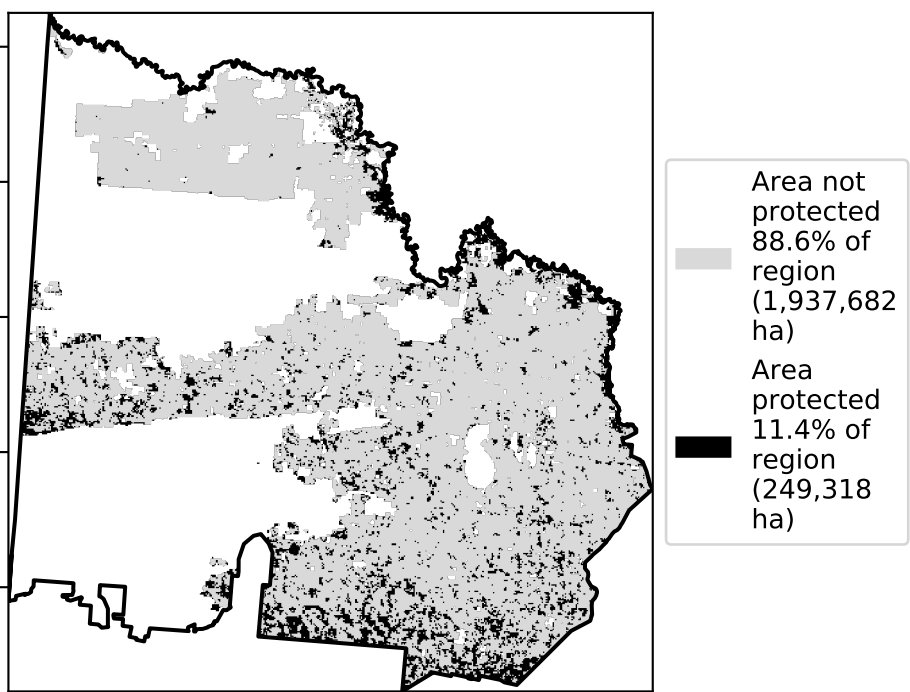 Area not
protected
88.6% of
region
(1,937,682
ha)
Area
protected
11.4% of
region
(249,318
ha)